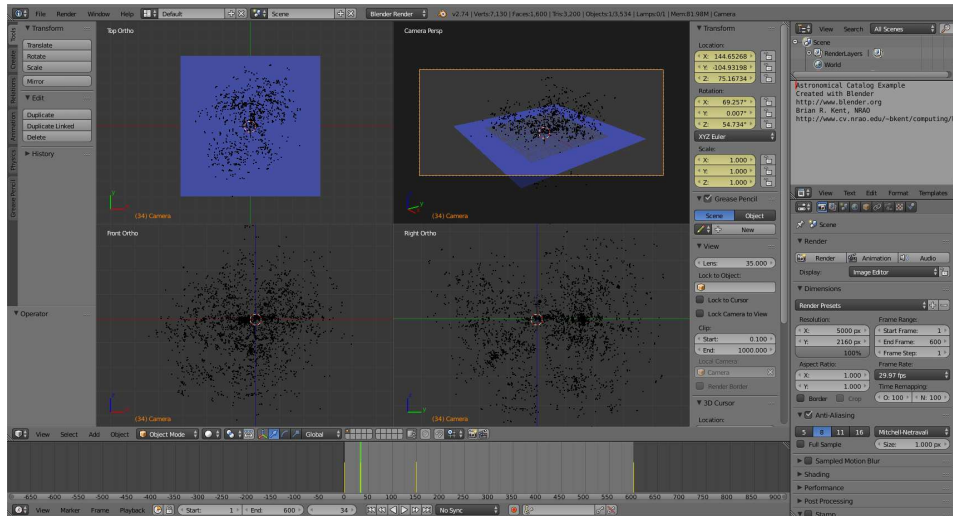 File Render Window Help Default Scene Blender Render v2.74 | Verts:7,130 | Faces:1,600 | Tris:3,200 | Objects:1/3,534 | Lamps:0/1 | Mem:81.98M | Camera
Tools
Create
Relations
Animation
Physics
Grease Pencil
Transform
Translate
Rotate
Scale
Mirror
Edit
Duplicate
Duplicate Linked
Delete
History
Operator
Top Ortho
(34) Camera
Camera Persp
(34) Camera
Front Ortho
(34) Camera
Right Ortho
(34) Camera
Transform
Location:
X: 144.65268
Y: -104.93198
Z: 75.16734
Rotation:
X: 69.257°
Y: 0.007°
Z: 54.734°
XYZ Euler
Scale:
X: 1.000
Y: 1.000
Z: 1.000
Grease Pencil
Scene Object
New
View
Lens: 35.000
Lock to Object:
Lock to Cursor
Lock Camera to View
Clip:
Start: 0.100
End: 1000.000
Local Camera:
Camera
Render Border
3D Cursor
Location:
View Search All Scenes
Scene
RenderLayers
World
Astronomical Catalog Example
Created with Blender
http://www.blender.org
Brian R. Kent, NRAO
http://www.cv.nrao.edu/~bkent/computing/
View Text Edit Format Templates
Scene
Render
Render Animation Audio
Display: Image Editor
Dimensions
Render Presets
Resolution: Frame Range:
X: 5000 px Start Frame: 1
Y: 2160 px End Frame: 600
100% Frame Step: 1
Aspect Ratio: Frame Rate:
X: 1.000 29.97 fps
Y: 1.000 Time Remapping:
Border Crop O: 100 N: 100
Anti-Aliasing
5 8 11 16 Mitchell-Netravali
Full Sample Size: 1.000 px
Sampled Motion Blur
Shading
Performance
Post Processing
Stamp
View Select Add Object Object Mode Global
-650 -600 -550 -500 -450 -400 -350 -300 -250 -200 -150 -100 -50 0 50 100 150 200 250 300 350 400 450 500 550 600 650 700 750 800 850 900
View Marker Frame Playback Start: 1 End: 600 34 No Sync